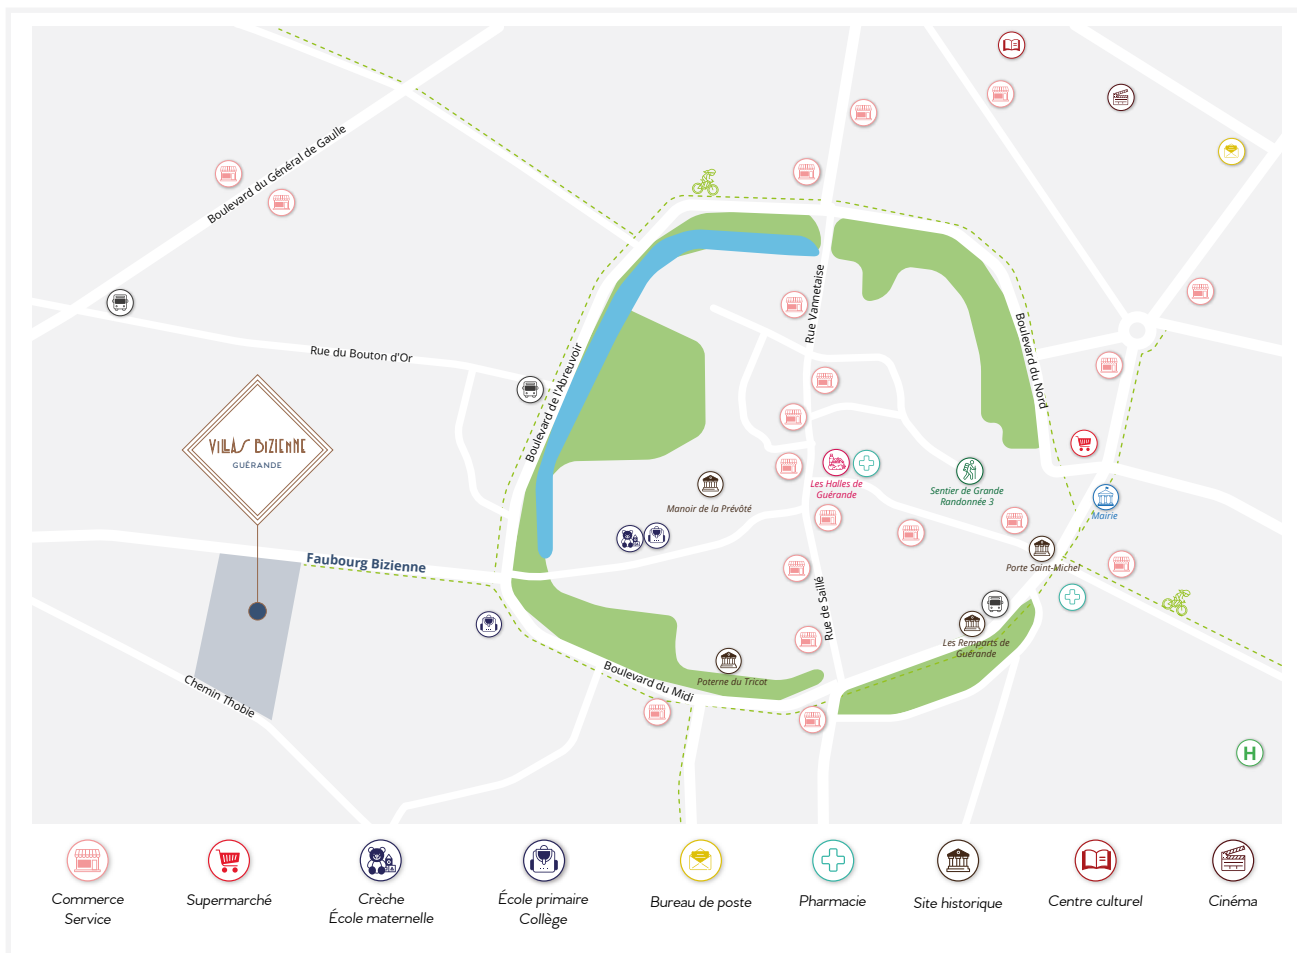 Boulevard du Général de Gaulle
Rue du Bouton d'Or
Boulevard de l'Abreuvoir
Rue Vannetaise
Boulevard du Nord
VILLAS BIZIENNE
GUÉRANDE
Les Halles de
Guérande
Sentier de Grande
Randonnée 3
Manoir de la Prévôté
Mairie
Faubourg Bizienne
Porte Saint-Michel
Rue de Saillé
Les Remparts de
Guérande
Poterne du Tricot
Boulevard du Midi
Chemin Thobie
H
Commerce
Service
Supermarché
Crèche
École maternelle
École primaire
Collège
Bureau de poste
Pharmacie
Site historique
Centre culturel
Cinéma